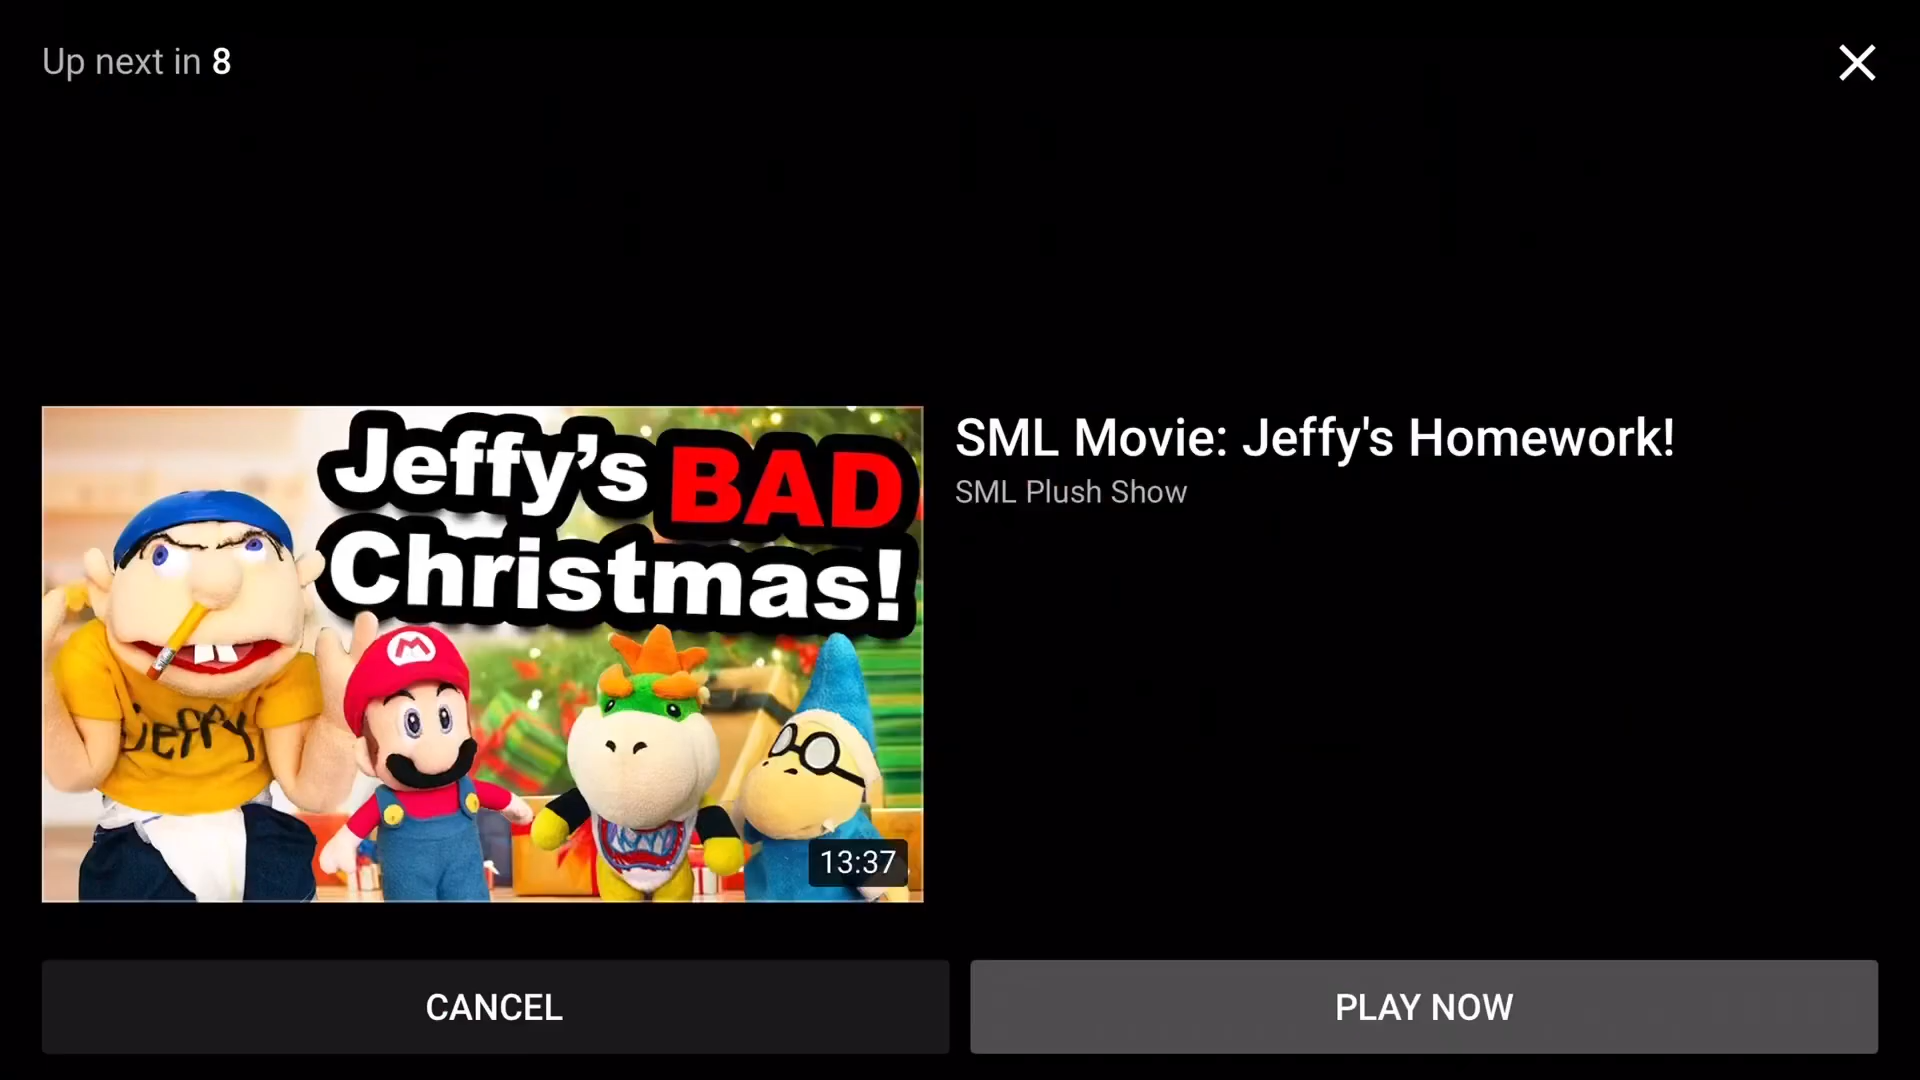 Up next in 8
Jeffy's BAD
Christmas!
Jeffy
M
13:37
SML Movie: Jeffy's Homework!
SML Plush Show
CANCEL
PLAY NOW